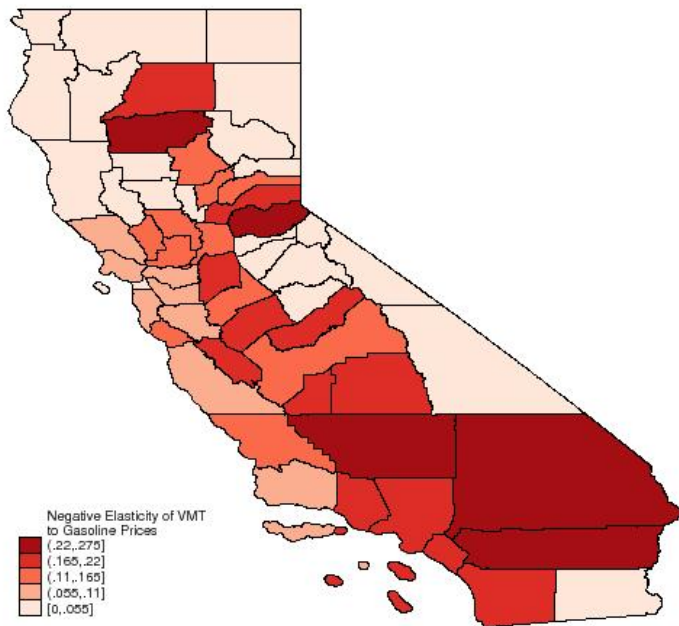 Negative Elasticity of VMT
to Gasoline Prices
(.22,.275]
(.165,.22]
(.11,.165]
(.055,.11]
[0,.055]